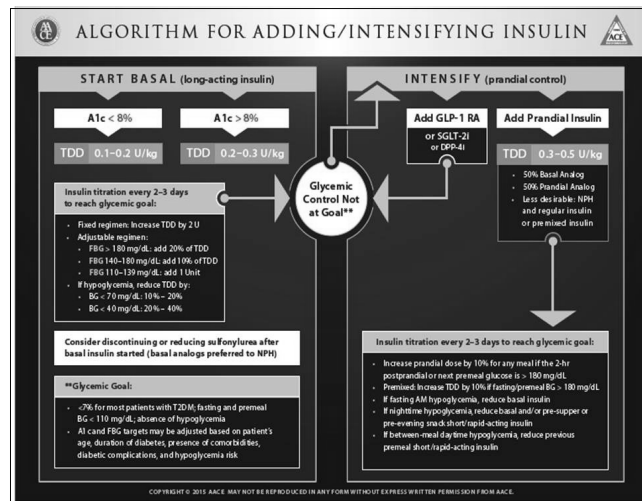 AACE
ALGORITHM FOR ADDING/INTENSIFYING INSULIN
ACE
START BASAL (long-acting insulin)
A1c < 8%
A1c > 8%
TDD 0.1–0.2 U/kg
TDD 0.2–0.3 U/kg
Insulin titration every 2–3 days
to reach glycemic goal:
• Fixed regimen: Increase TDD by 2 U
• Adjustable regimen:
• FBG > 180 mg/dL: add 20% of TDD
• FBG 140–180 mg/dL: add 10% of TDD
• FBG 110–139 mg/dL: add 1 Unit
• If hypoglycemia, reduce TDD by:
• BG < 70 mg/dL: 10% – 20%
• BG < 40 mg/dL: 20% – 40%
Consider discontinuing or reducing sulfonylurea after
basal insulin started (basal analogs preferred to NPH)
**Glycemic Goal:
• <7% for most patients with T2DM; fasting and premeal
BG < 110 mg/dL; absence of hypoglycemia
• A1c and FBG targets may be adjusted based on patient's
age, duration of diabetes, presence of comorbidities,
diabetic complications, and hypoglycemia risk
Glycemic
Control Not
at Goal**
INTENSIFY (prandial control)
Add GLP-1 RA
or SGLT-2i
or DPP-4i
Add Prandial Insulin
TDD 0.3–0.5 U/kg
• 50% Basal Analog
• 50% Prandial Analog
• Less desirable: NPH
and regular insulin
or premixed insulin
Insulin titration every 2–3 days to reach glycemic goal:
• Increase prandial dose by 10% for any meal if the 2-hr
postprandial or next premeal glucose is > 180 mg/dL
• Premixed: Increase TDD by 10% if fasting/premeal BG > 180 mg/dL
• If fasting AM hypoglycemia, reduce basal insulin
• If nighttime hypoglycemia, reduce basal and/or pre-supper or
pre-evening snack short/rapid-acting insulin
• If between-meal daytime hypoglycemia, reduce previous
premeal short/rapid-acting insulin
COPYRIGHT © 2015 AACE MAY NOT BE REPRODUCED IN ANY FORM WITHOUT EXPRESS WRITTEN PERMISSION FROM AACE.